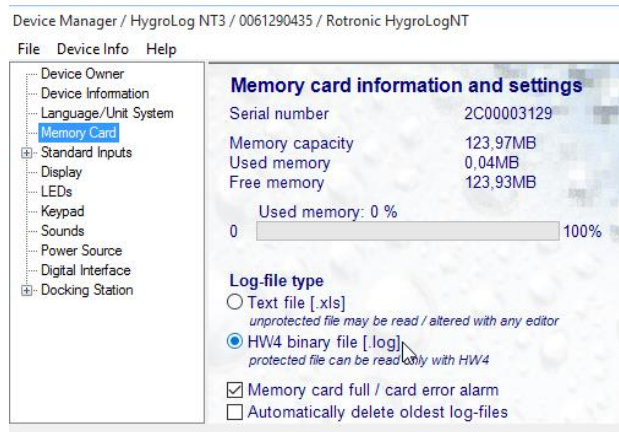 Device Manager / HygroLog NT3 / 0061290435 / Rotronic HygroLogNT
File Device Info Help
Device Owner
Device Information
Language/Unit System
Memory Card
Standard Inputs
Display
LEDs
Keypad
Sounds
Power Source
Digital Interface
Docking Station
Memory card information and settings
Serial number 2C00003129
Memory capacity 123,97MB
Used memory 0,04MB
Free memory 123,93MB
Used memory: 0 %
0 100%
Log-file type
Text file [.xls]
unprotected file may be read / altered with any editor
HW4 binary file [.log]
protected file can be read only with HW4
Memory card full / card error alarm
Automatically delete oldest log-files